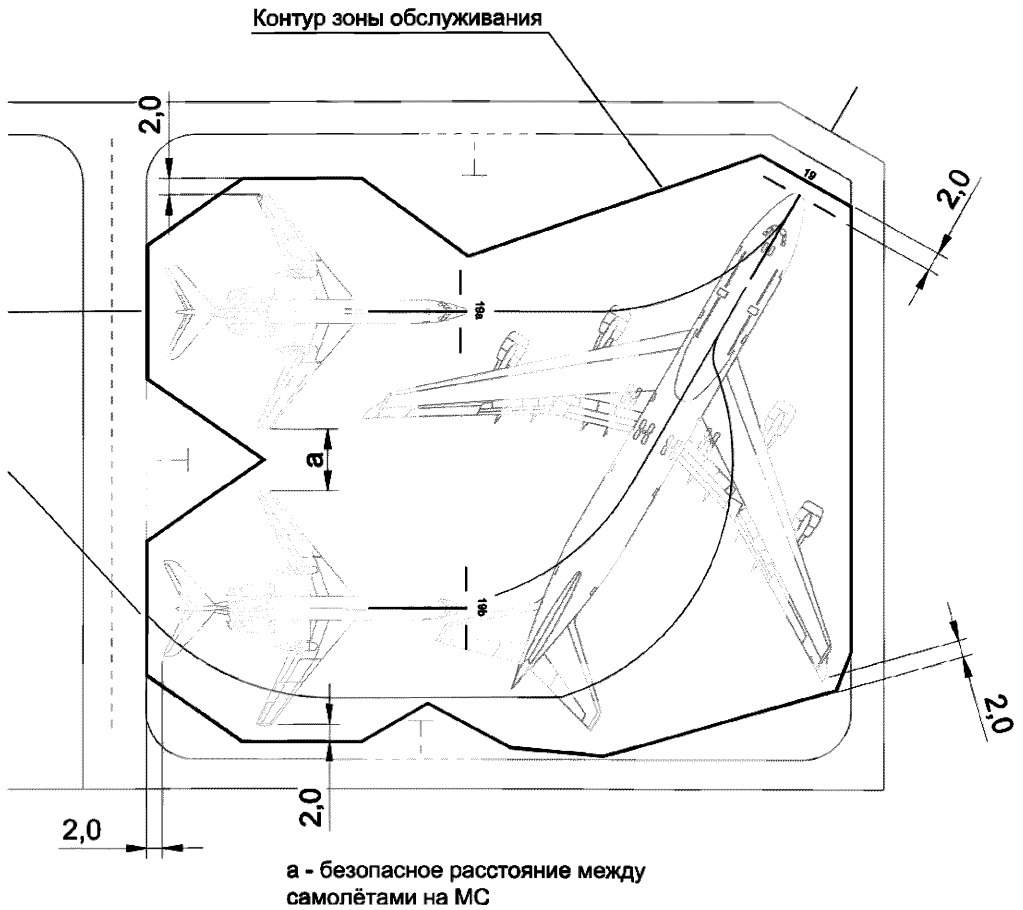 Контур зоны обслуживания
2,0
19
2,0
19а
а
19b
2,0
2,0
2,0
а - безопасное расстояние между
самолётами на МС